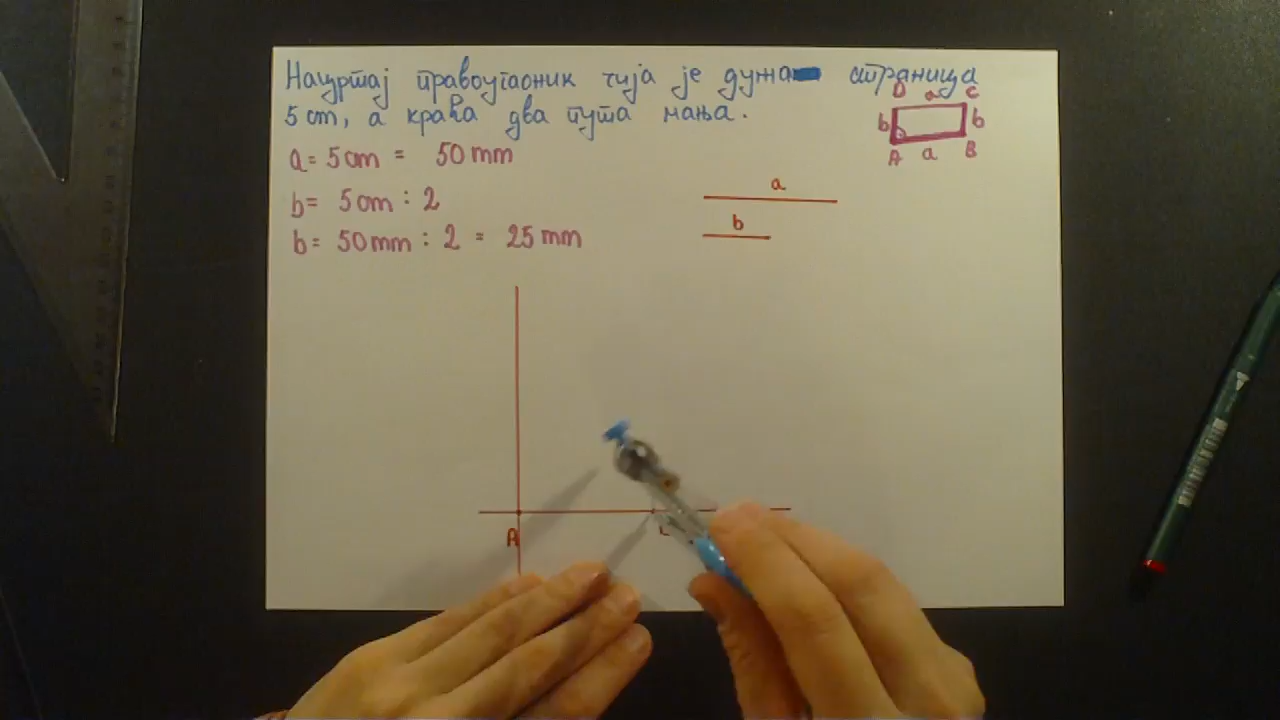 Нацртај правоугаоник чија је дужа страница
5 cm, а краћа два пута мања.
D a C
b b
A a B
a = 5 cm = 50 mm
b = 5 cm : 2
b = 50 mm : 2 = 25 mm
a
b
A